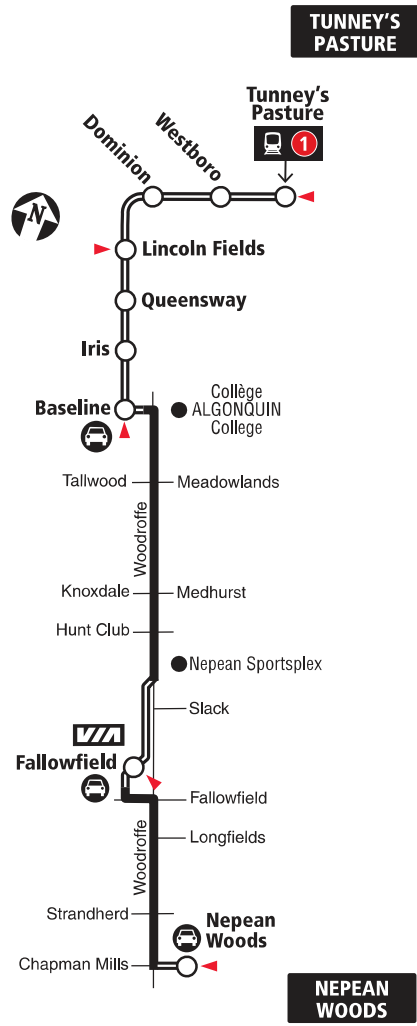 TUNNEY'S
PASTURE
Tunney's
Pasture
1
Westboro
Dominion
N
Lincoln Fields
Queensway
Iris
Baseline
Collège
ALGONQUIN
College
Tallwood
Meadowlands
Woodroffe
Knoxdale
Medhurst
Hunt Club
Nepean Sportsplex
Slack
VIA
Fallowfield
Fallowfield
Longfields
Woodroffe
Strandherd
Nepean
Woods
Chapman Mills
NEPEAN
WOODS